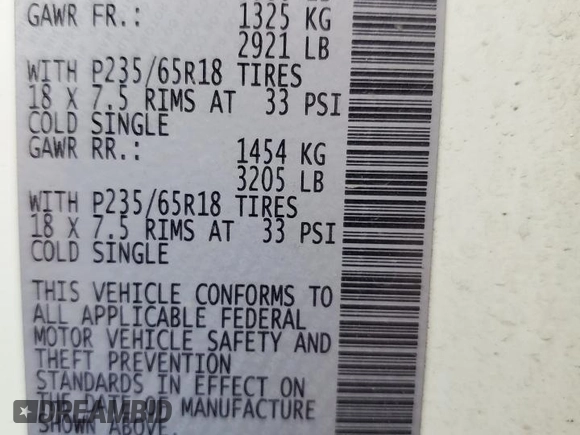 GAWR FR.: 1325 KG
2921 LB
WITH P235/65R18 TIRES
18 X 7.5 RIMS AT 33 PSI
COLD SINGLE
GAWR RR.: 1454 KG
3205 LB
WITH P235/65R18 TIRES
18 X 7.5 RIMS AT 33 PSI
COLD SINGLE
THIS VEHICLE CONFORMS TO
ALL APPLICABLE FEDERAL
MOTOR VEHICLE SAFETY AND
THEFT PREVENTION
STANDARDS IN EFFECT ON
THE DATE OF MANUFACTURE
SHOWN ABOVE.
DREAMBID